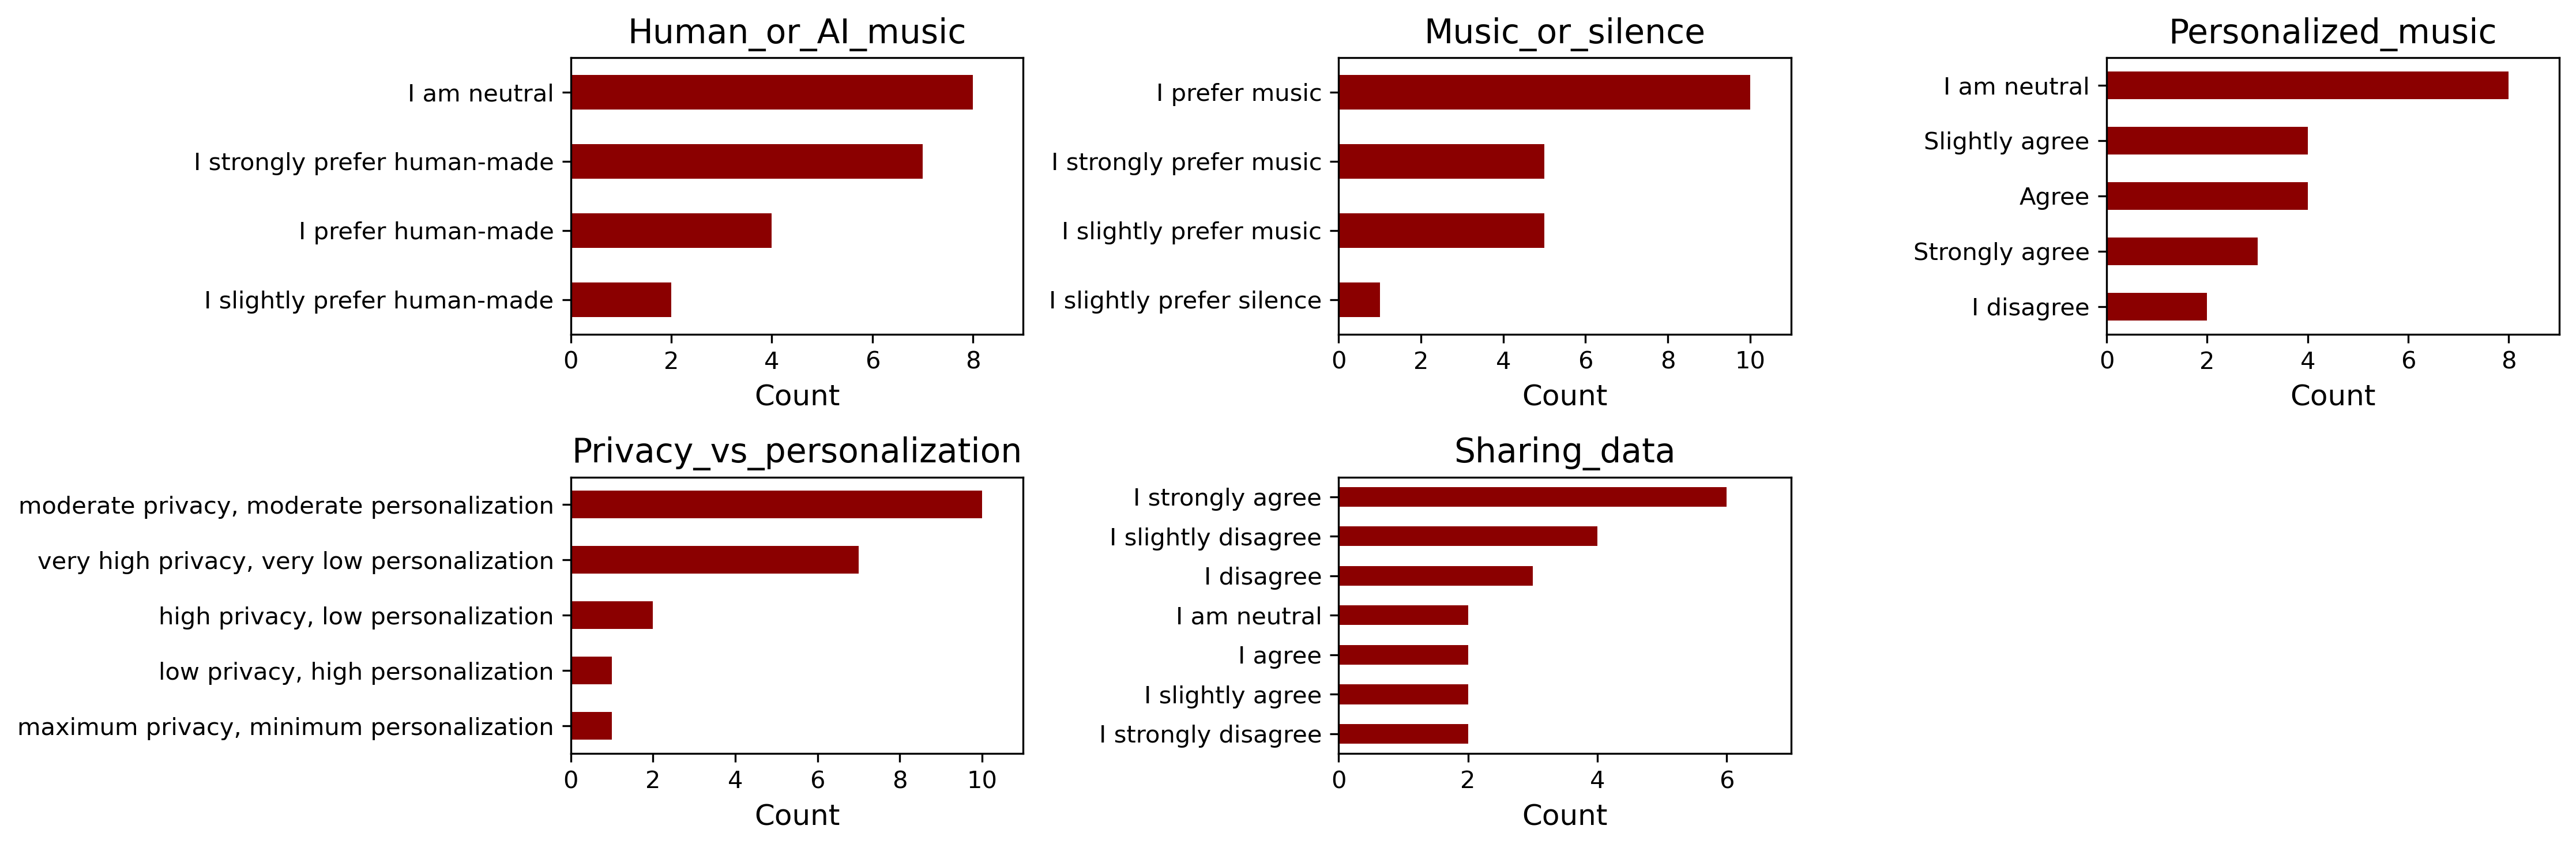 Human_or_AI_music
I am neutral
I strongly prefer human-made
I prefer human-made
I slightly prefer human-made
0 2 4 6 8
Count
Music_or_silence
I prefer music
I strongly prefer music
I slightly prefer music
I slightly prefer silence
0 2 4 6 8 10
Count
Personalized_music
I am neutral
Slightly agree
Agree
Strongly agree
I disagree
0 2 4 6 8
Count
Privacy_vs_personalization
moderate privacy, moderate personalization
very high privacy, very low personalization
high privacy, low personalization
low privacy, high personalization
maximum privacy, minimum personalization
0 2 4 6 8 10
Count
Sharing_data
I strongly agree
I slightly disagree
I disagree
I am neutral
I agree
I slightly agree
I strongly disagree
0 2 4 6
Count